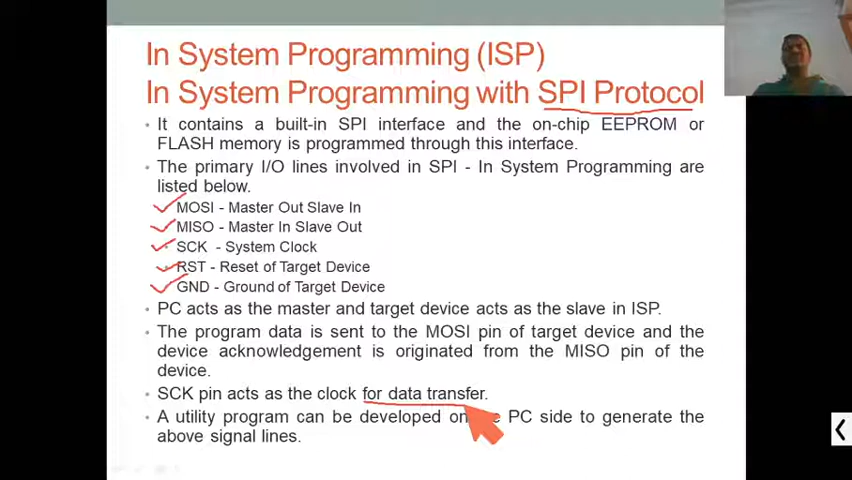 In System Programming (ISP)
In System Programming with SPI Protocol
• It contains a built-in SPI interface and the on-chip EEPROM or
FLASH memory is programmed through this interface.
• The primary I/O lines involved in SPI - In System Programming are
listed below.
MOSI - Master Out Slave In
MISO - Master In Slave Out
• SCK - System Clock
RST - Reset of Target Device
GND - Ground of Target Device
• PC acts as the master and target device acts as the slave in ISP.
• The program data is sent to the MOSI pin of target device and the
device acknowledgement is originated from the MISO pin of the
device.
• SCK pin acts as the clock for data transfer.
• A utility program can be developed on PC side to generate the
above signal lines.